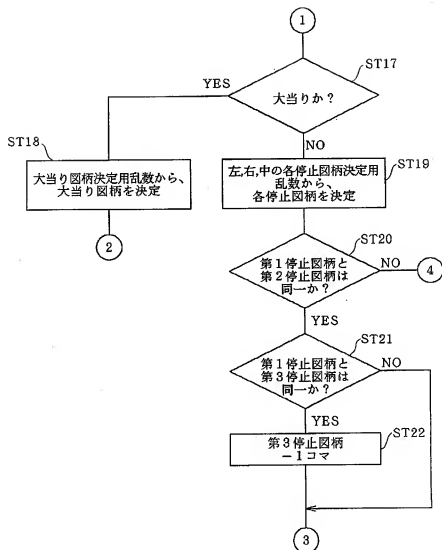 1
ST17
YES
大当りか?
NO
ST18
大当り図柄決定用乱数から、
大当り図柄を決定
ST19
左,右,中の各停止図柄決定用
乱数から、
各停止図柄を決定
2
ST20
第1停止図柄と
第2停止図柄は
同一か?
NO
4
YES
ST21
第1停止図柄と
第3停止図柄は
同一か?
NO
YES
ST22
第3停止図柄
-1コマ
3